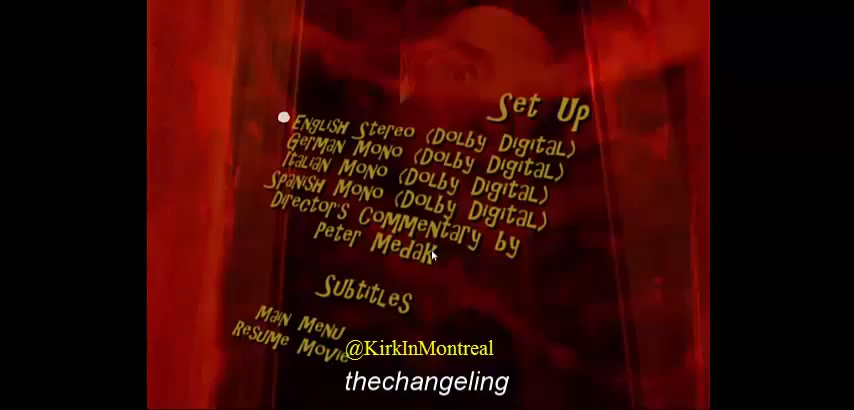 Set Up
English Stereo (Dolby Digital)
German Mono (Dolby Digital)
Italian Mono (Dolby Digital)
Spanish Mono (Dolby Digital)
Director's Commentary by
Peter Medak
Subtitles
Main Menu
Resume Movie
@KirkInMontreal
thechangeling